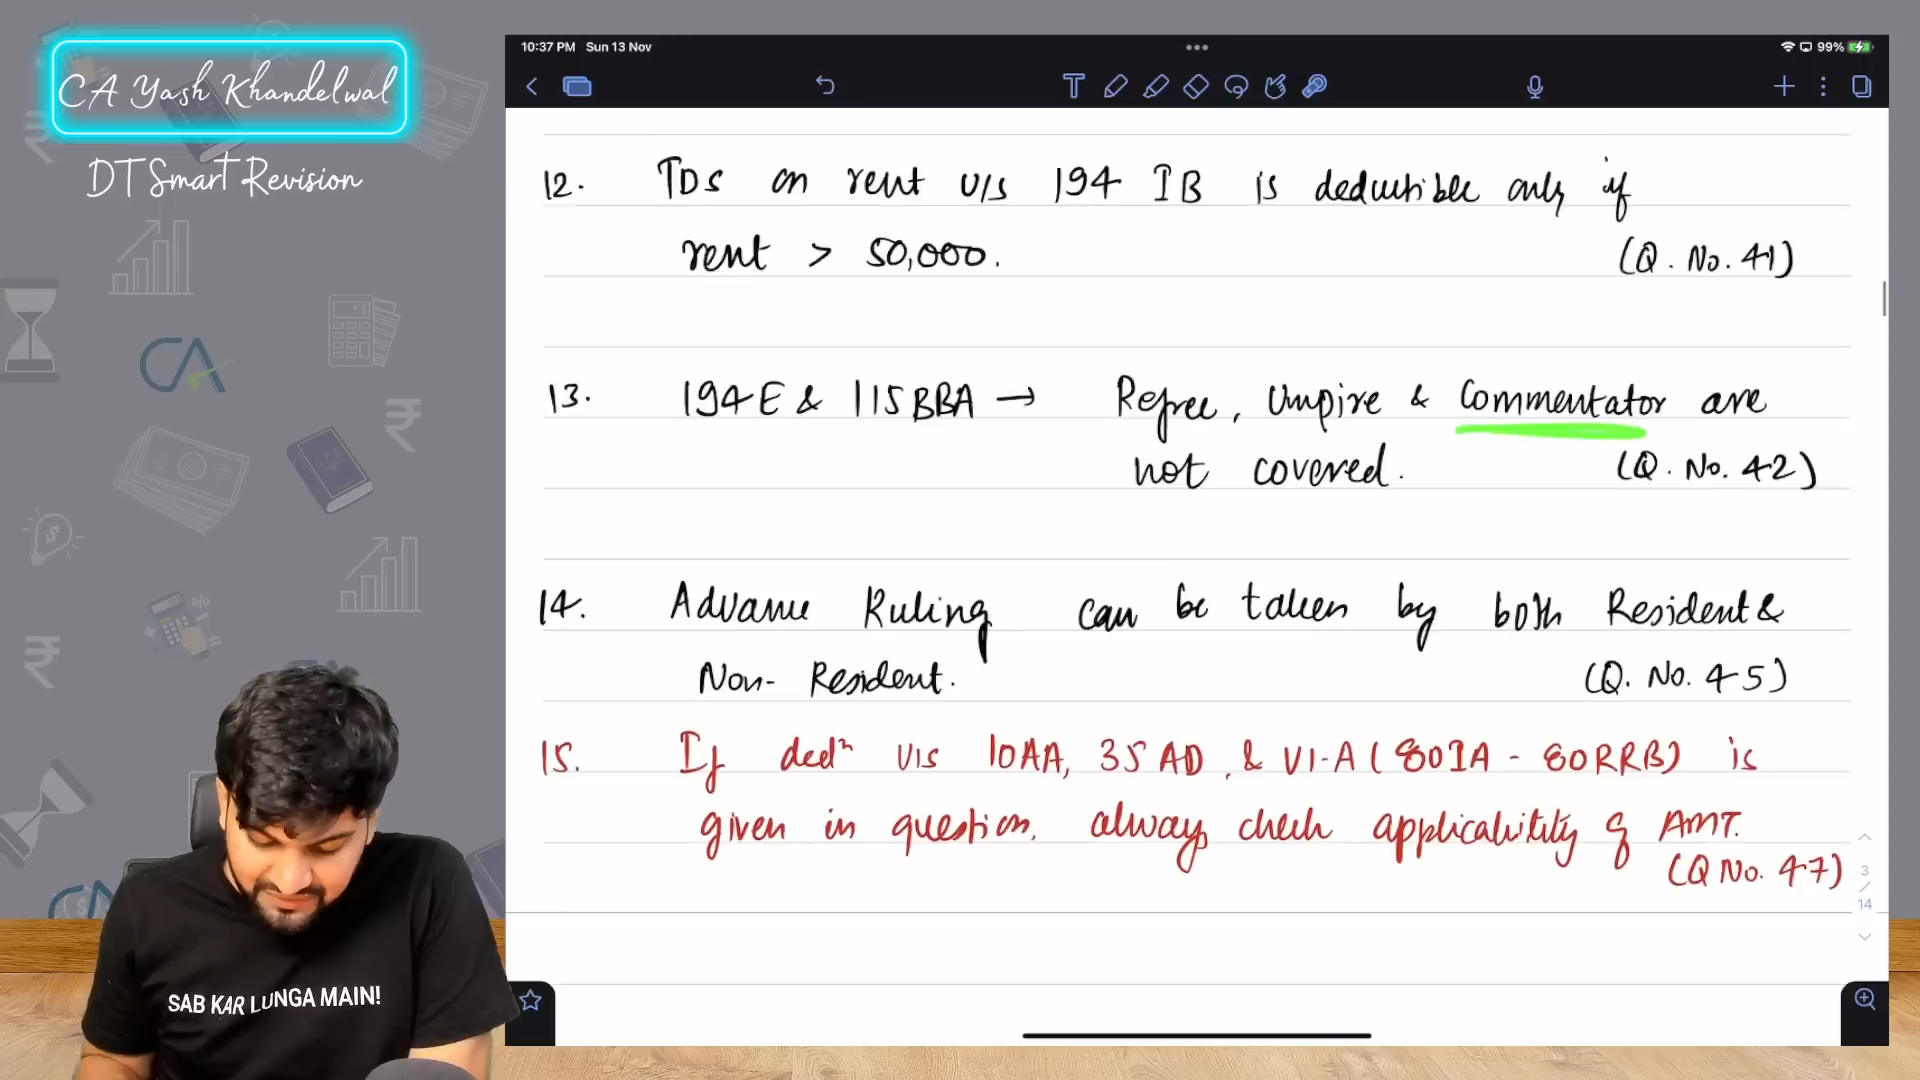 CA Yash Khandelwal
DT Smart Revision
10:37 PM Sun 13 Nov
99%
12. TDS on rent u/s 194 IB is deductible only if
rent > 50,000. (Q. No. 41)
13. 194E & 115BBA → Refree, Umpire & Commentator are
not covered. (Q. No. 42)
14. Advance Ruling can be taken by both Resident &
Non-Resident. (Q. No. 45)
15. If dedⁿ u/s 10AA, 35AD, & VI-A (80IA - 80RRB) is
given in question, always check applicability of AMT.
(Q No. 47)
3
/
14
CA
SAB KAR LUNGA MAIN!